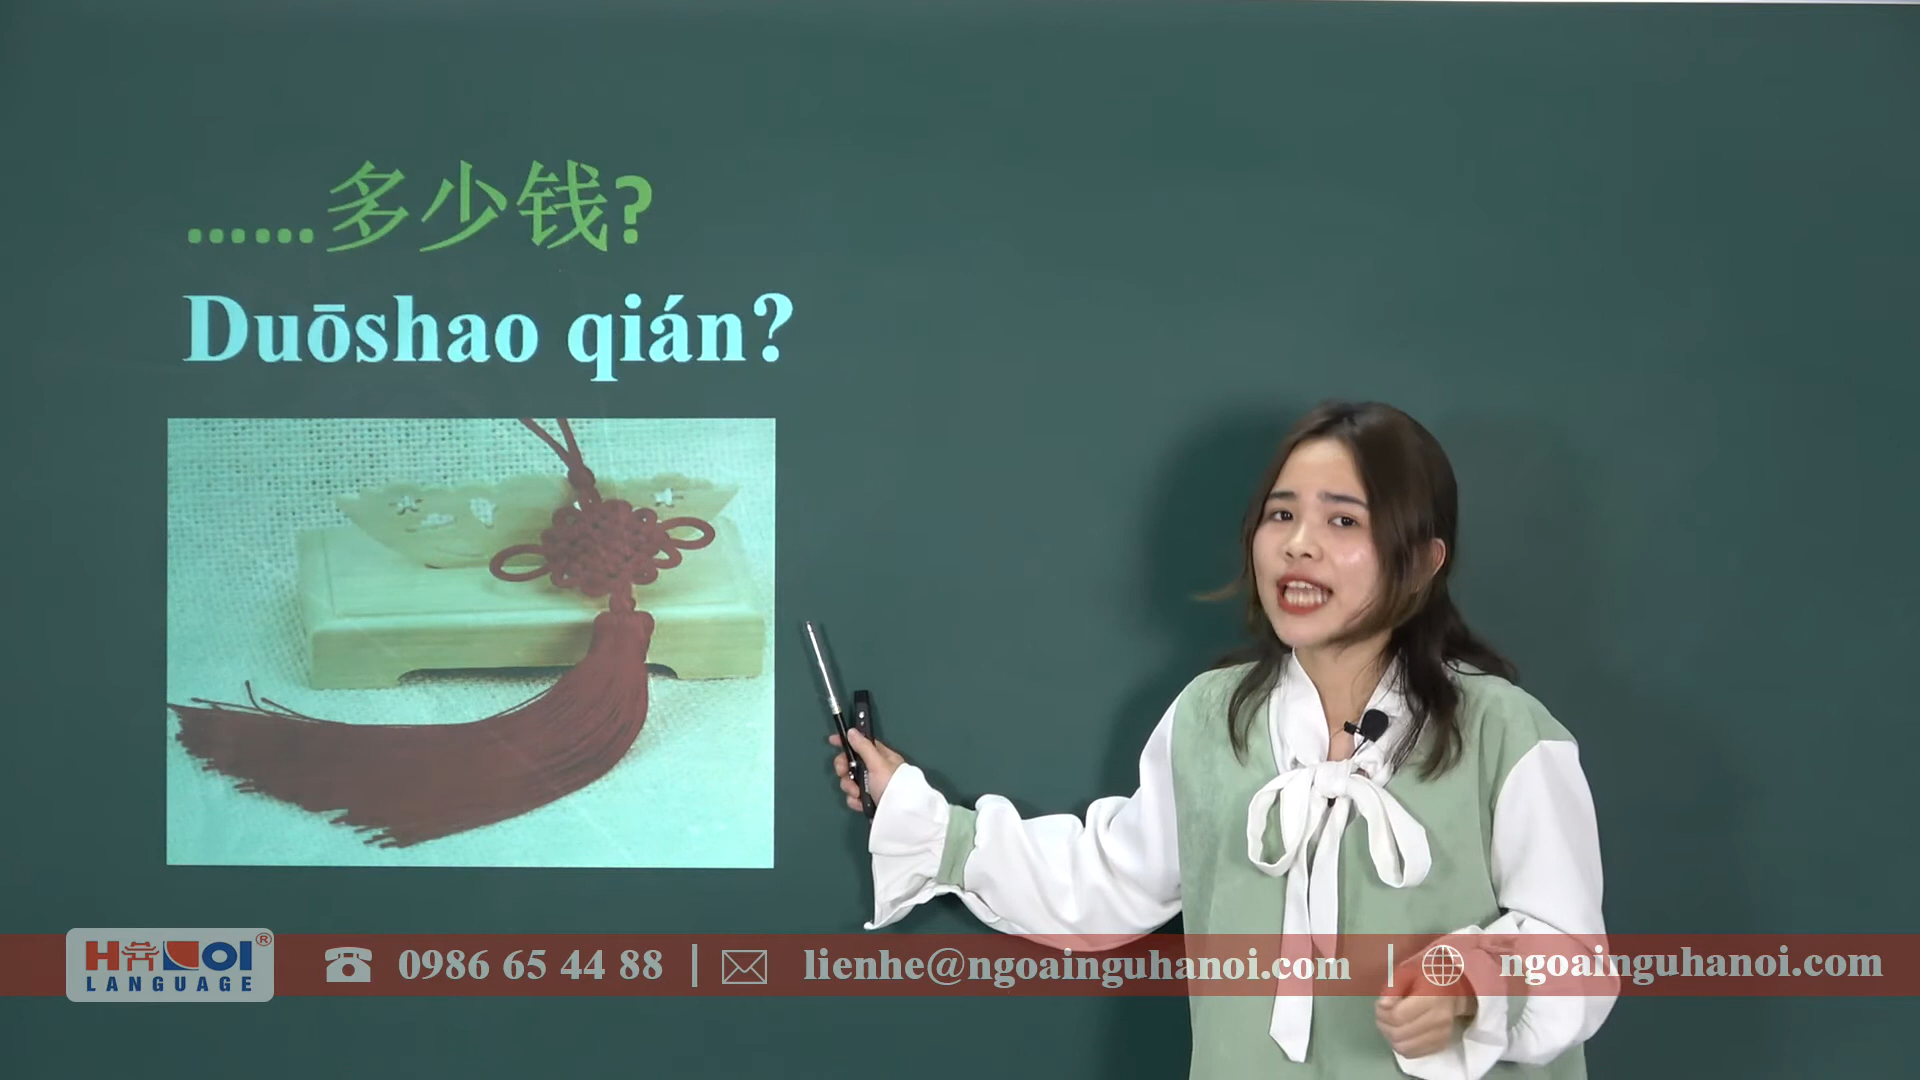 ......多少钱?
Duōshao qián?
HANOI®
LANGUAGE
0986 65 44 88 | lienhe@ngoainguhanoi.com | ngoainguhanoi.com